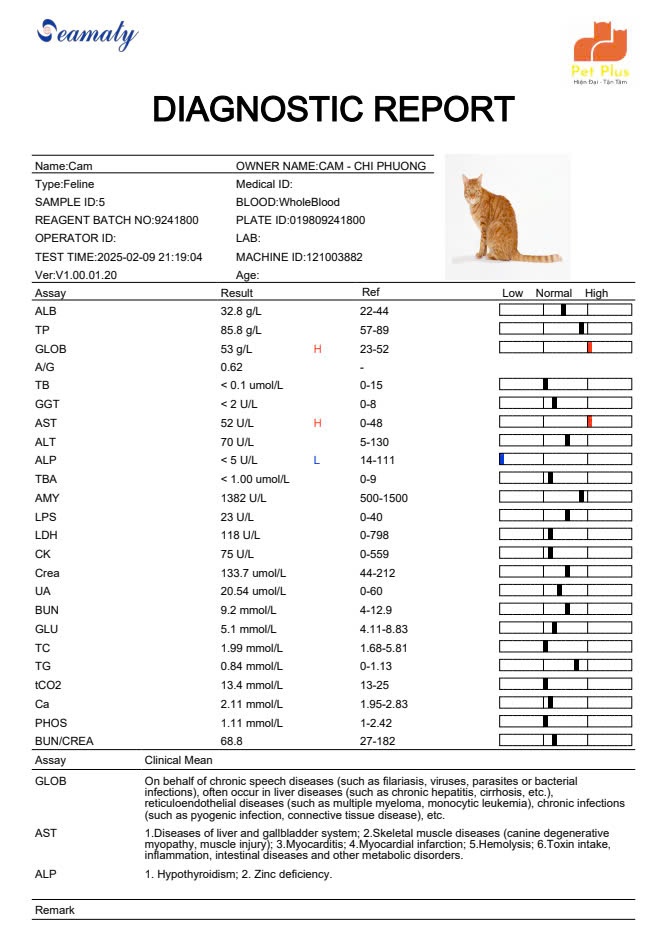 Seamaty
Pet Plus
Hiện Đại - Tận Tâm
DIAGNOSTIC REPORT
Name:Cam OWNER NAME:CAM - CHI PHUONG
Type:Feline Medical ID:
SAMPLE ID:5 BLOOD:WholeBlood
REAGENT BATCH NO:9241800 PLATE ID:019809241800
OPERATOR ID: LAB:
TEST TIME:2025-02-09 21:19:04 MACHINE ID:121003882
Ver:V1.00.01.20 Age:
Assay Result Ref Low Normal High
ALB 32.8 g/L 22-44
TP 85.8 g/L 57-89
GLOB 53 g/L H 23-52
A/G 0.62 -
TB < 0.1 umol/L 0-15
GGT < 2 U/L 0-8
AST 52 U/L H 0-48
ALT 70 U/L 5-130
ALP < 5 U/L L 14-111
TBA < 1.00 umol/L 0-9
AMY 1382 U/L 500-1500
LPS 23 U/L 0-40
LDH 118 U/L 0-798
CK 75 U/L 0-559
Crea 133.7 umol/L 44-212
UA 20.54 umol/L 0-60
BUN 9.2 mmol/L 4-12.9
GLU 5.1 mmol/L 4.11-8.83
TC 1.99 mmol/L 1.68-5.81
TG 0.84 mmol/L 0-1.13
tCO2 13.4 mmol/L 13-25
Ca 2.11 mmol/L 1.95-2.83
PHOS 1.11 mmol/L 1-2.42
BUN/CREA 68.8 27-182
Assay Clinical Mean
GLOB On behalf of chronic speech diseases (such as filariasis, viruses, parasites or bacterial
infections), often occur in liver diseases (such as chronic hepatitis, cirrhosis, etc.),
reticuloendothelial diseases (such as multiple myeloma, monocytic leukemia), chronic infections
(such as pyogenic infection, connective tissue disease), etc.
AST 1.Diseases of liver and gallbladder system; 2.Skeletal muscle diseases (canine degenerative
myopathy, muscle injury); 3.Myocarditis; 4.Myocardial infarction; 5.Hemolysis; 6.Toxin intake,
inflammation, intestinal diseases and other metabolic disorders.
ALP 1. Hypothyroidism; 2. Zinc deficiency.
Remark